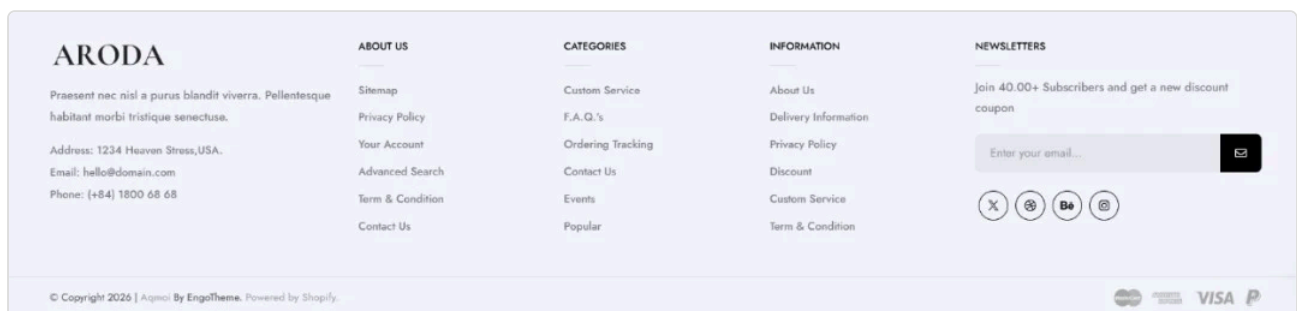 ARODA
Praesent nec nisl a purus blandit viverra. Pellentesque
habitant morbi tristique senectuse.
Address: 1234 Heaven Stress,USA.
Email: hello@domain.com
Phone: (+84) 1800 68 68
ABOUT US
Sitemap
Privacy Policy
Your Account
Advanced Search
Term & Condition
Contact Us
CATEGORIES
Custom Service
F.A.Q.'s
Ordering Tracking
Contact Us
Events
Popular
INFORMATION
About Us
Delivery Information
Privacy Policy
Discount
Custom Service
Term & Condition
NEWSLETTERS
Join 40.00+ Subscribers and get a new discount
coupon
Enter your email...
Bē
© Copyright 2026 | Aqmoi By EngoTheme. Powered by Shopify.
VISA